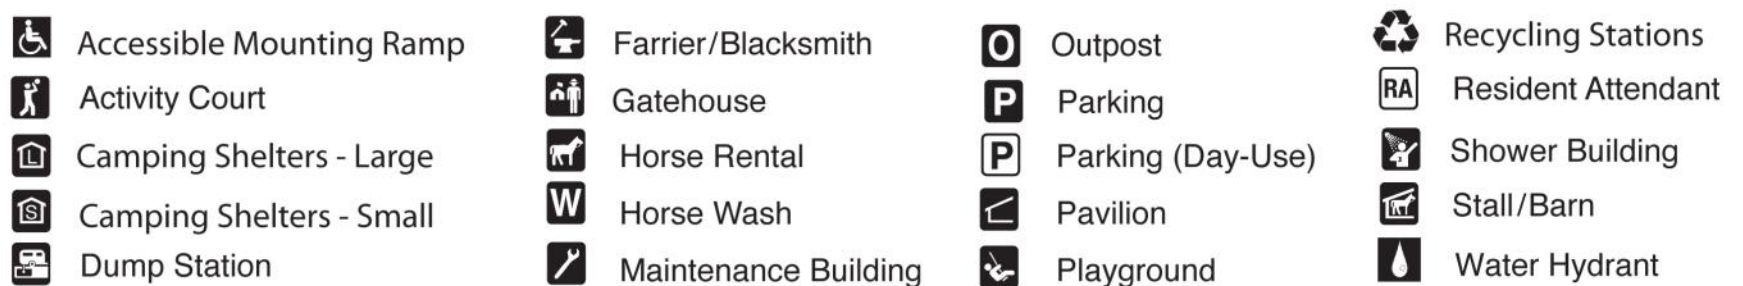 Accessible Mounting Ramp
Activity Court
L Camping Shelters - Large
S Camping Shelters - Small
Dump Station
Farrier/Blacksmith
Gatehouse
Horse Rental
W Horse Wash
Maintenance Building
O Outpost
P Parking
P Parking (Day-Use)
Pavilion
Playground
Recycling Stations
RA Resident Attendant
Shower Building
Stall/Barn
Water Hydrant